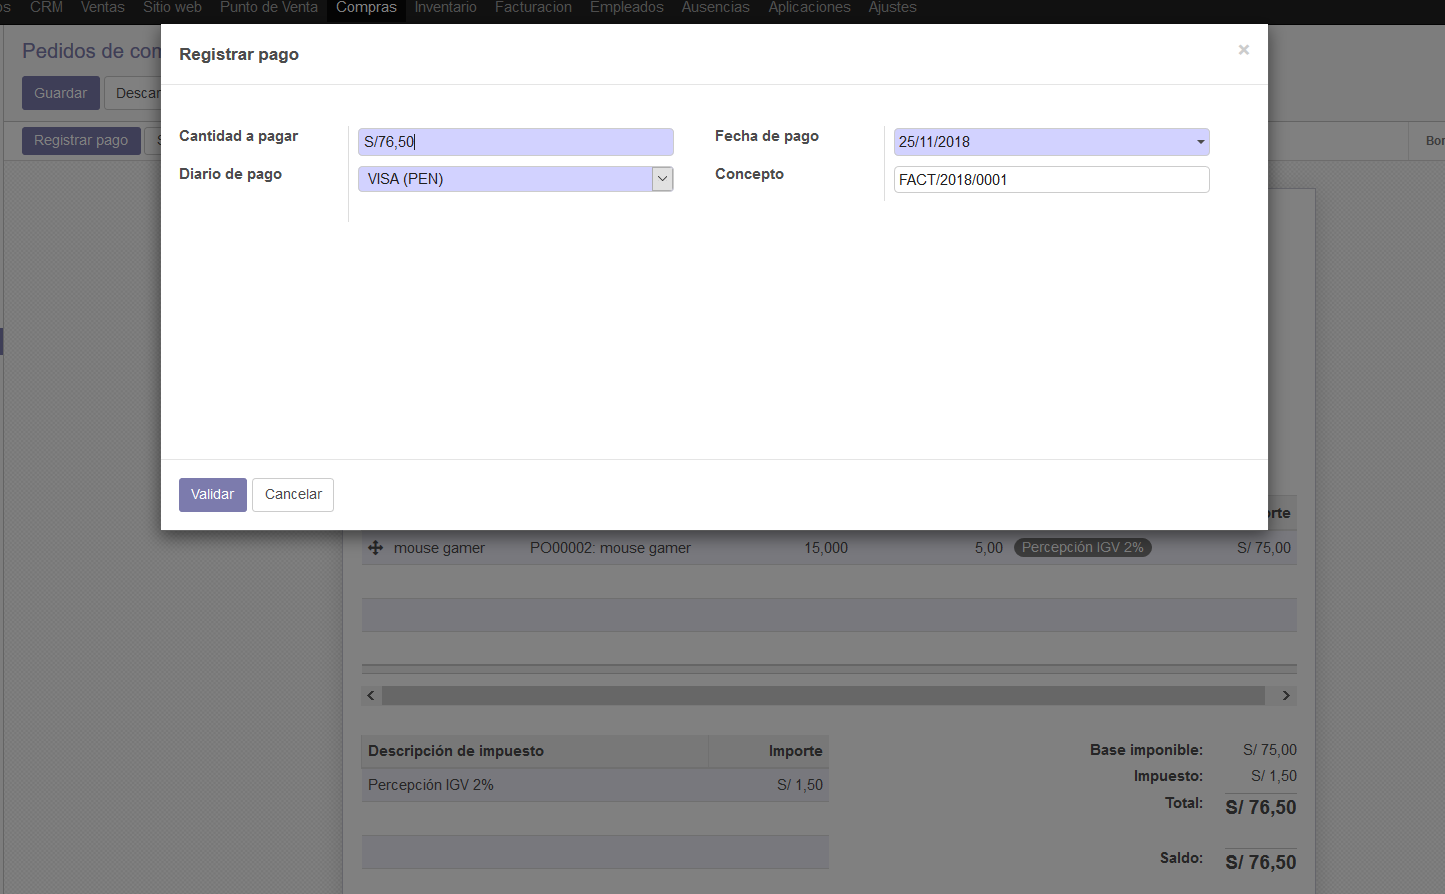 os CRM Ventas Sitio web Punto de Venta Compras Inventario Facturacion Empleados Ausencias Aplicaciones Ajustes
Pedidos de com
Registrar pago ×
Guardar Descar
Registrar pago S Bor
Cantidad a pagar S/76,50 Fecha de pago 25/11/2018
Diario de pago VISA (PEN) Concepto FACT/2018/0001
Validar Cancelar
orte
mouse gamer PO00002: mouse gamer 15,000 5,00 Percepción IGV 2% S/ 75,00
Descripción de impuesto Importe
Percepción IGV 2% S/ 1,50
Base imponible: S/ 75,00
Impuesto: S/ 1,50
Total: S/ 76,50
Saldo: S/ 76,50